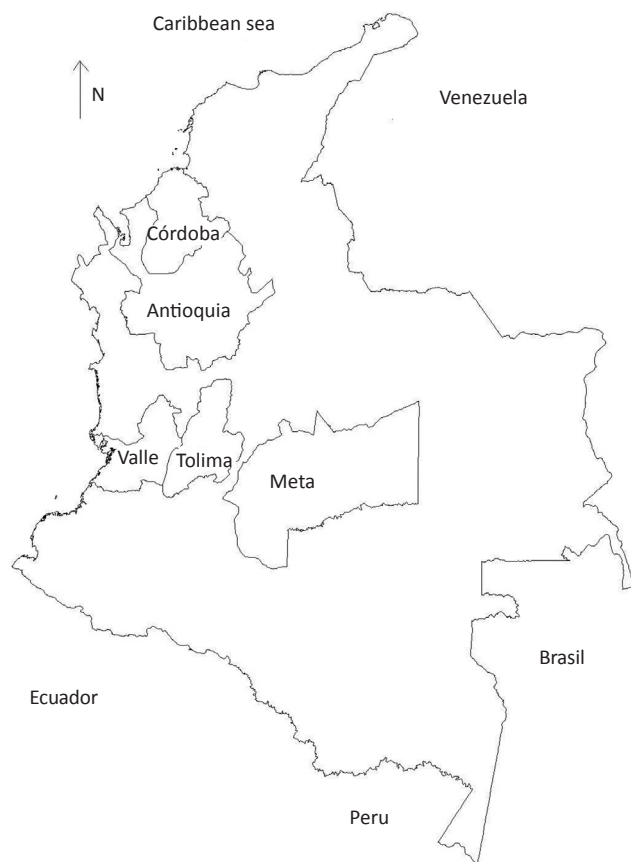 Caribbean sea
N
Venezuela
Córdoba
Antioquia
Valle
Tolima
Meta
Brasil
Ecuador
Peru